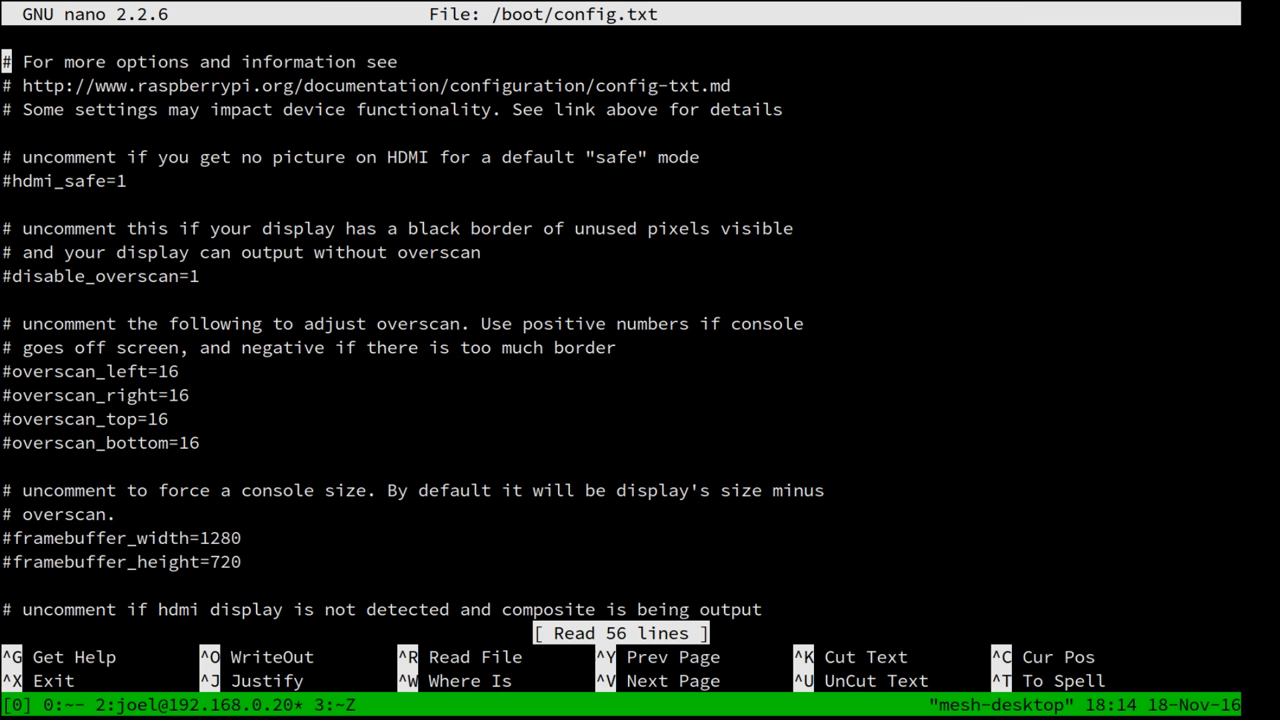 GNU nano 2.2.6 File: /boot/config.txt
# For more options and information see
# http://www.raspberrypi.org/documentation/configuration/config-txt.md
# Some settings may impact device functionality. See link above for details
# uncomment if you get no picture on HDMI for a default "safe" mode
#hdmi_safe=1
# uncomment this if your display has a black border of unused pixels visible
# and your display can output without overscan
#disable_overscan=1
# uncomment the following to adjust overscan. Use positive numbers if console
# goes off screen, and negative if there is too much border
#overscan_left=16
#overscan_right=16
#overscan_top=16
#overscan_bottom=16
# uncomment to force a console size. By default it will be display's size minus
# overscan.
#framebuffer_width=1280
#framebuffer_height=720
# uncomment if hdmi display is not detected and composite is being output
[ Read 56 lines ]
^G Get Help ^O WriteOut ^R Read File ^Y Prev Page ^K Cut Text ^C Cur Pos
^X Exit ^J Justify ^W Where Is ^V Next Page ^U UnCut Text ^T To Spell
[0] 0:~- 2:joel@192.168.0.20* 3:~Z "mesh-desktop" 18:14 18-Nov-16